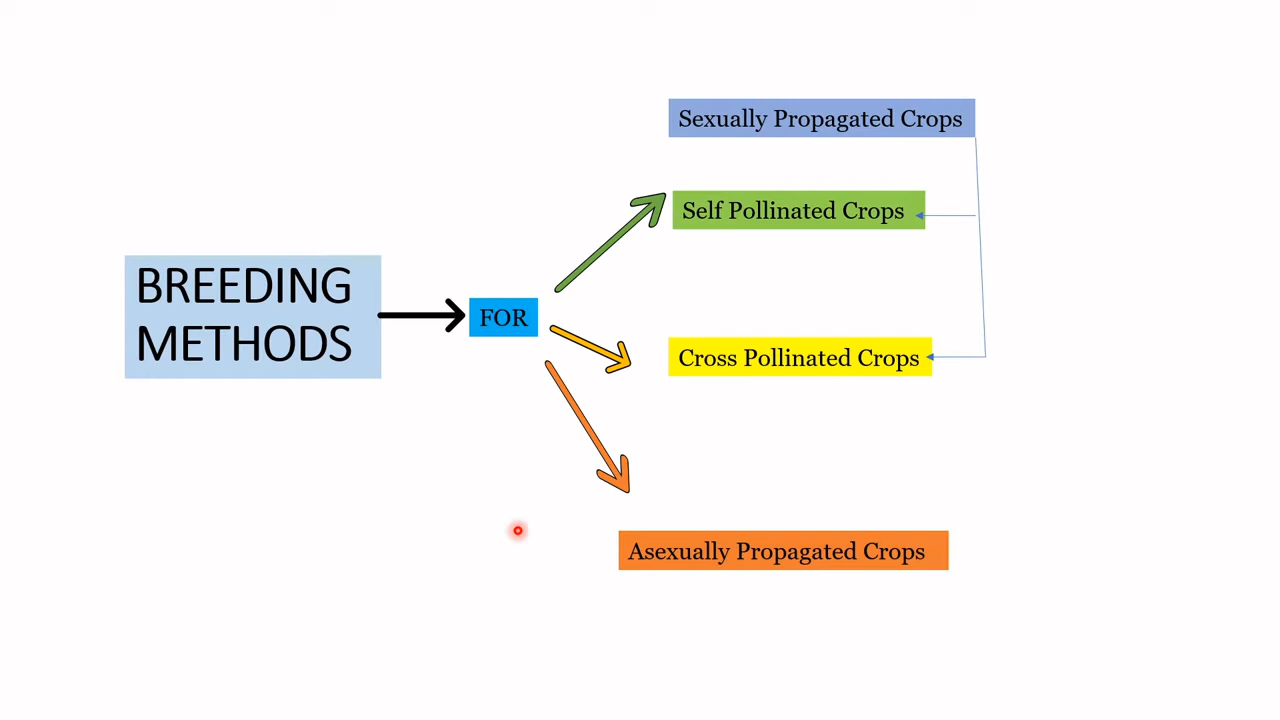 Sexually Propagated Crops
Self Pollinated Crops
BREEDING
METHODS
FOR
Cross Pollinated Crops
Asexually Propagated Crops